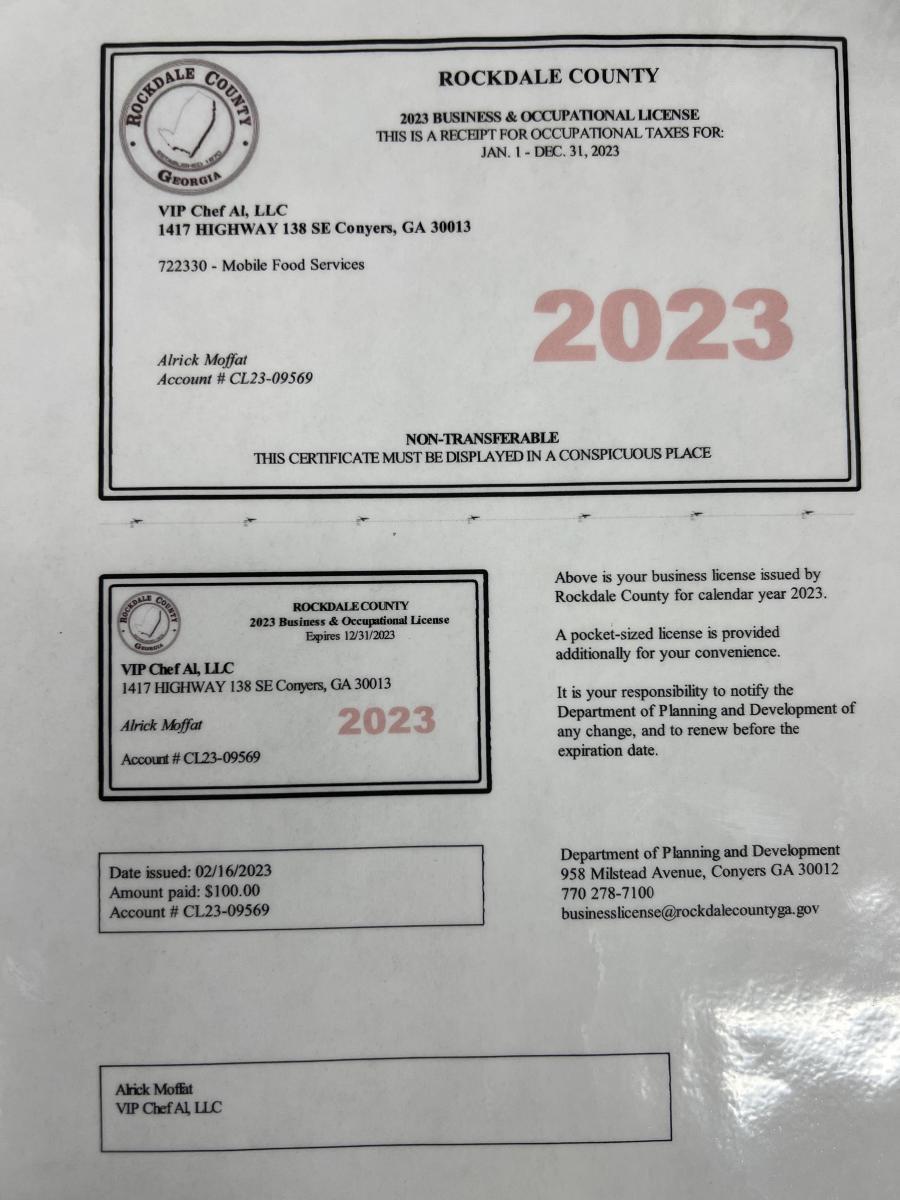 ROCKDALE COUNTY
GEORGIA
ROCKDALE COUNTY
2023 BUSINESS & OCCUPATIONAL LICENSE
THIS IS A RECEIPT FOR OCCUPATIONAL TAXES FOR:
JAN. 1 - DEC. 31, 2023
VIP Chef Al, LLC
1417 HIGHWAY 138 SE Conyers, GA 30013
722330 - Mobile Food Services
2023
Alrick Moffat
Account # CL23-09569
NON-TRANSFERABLE
THIS CERTIFICATE MUST BE DISPLAYED IN A CONSPICUOUS PLACE
ROCKDALE COUNTY
GEORGIA
ROCKDALE COUNTY
2023 Business & Occupational License
Expires 12/31/2023
VIP Chef Al, LLC
1417 HIGHWAY 138 SE Conyers, GA 30013
Alrick Moffat
2023
Account # CL23-09569
Above is your business license issued by
Rockdale County for calendar year 2023.
A pocket-sized license is provided
additionally for your convenience.
It is your responsibility to notify the
Department of Planning and Development of
any change, and to renew before the
expiration date.
Date issued: 02/16/2023
Amount paid: $100.00
Account # CL23-09569
Department of Planning and Development
958 Milstead Avenue, Conyers GA 30012
770 278-7100
businesslicense@rockdalecountyga.gov
Alrick Moffat
VIP Chef Al, LLC